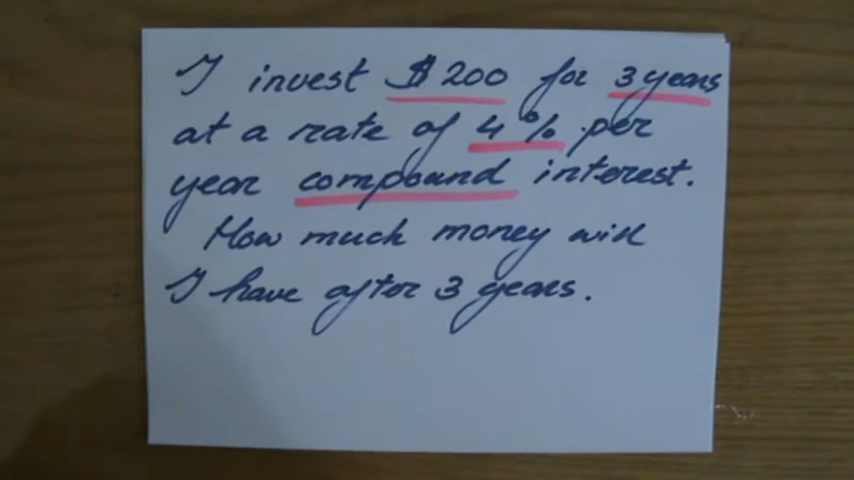 I invest $200 for 3 years
at a rate of 4% per
year compound interest.
How much money will
I have after 3 years.